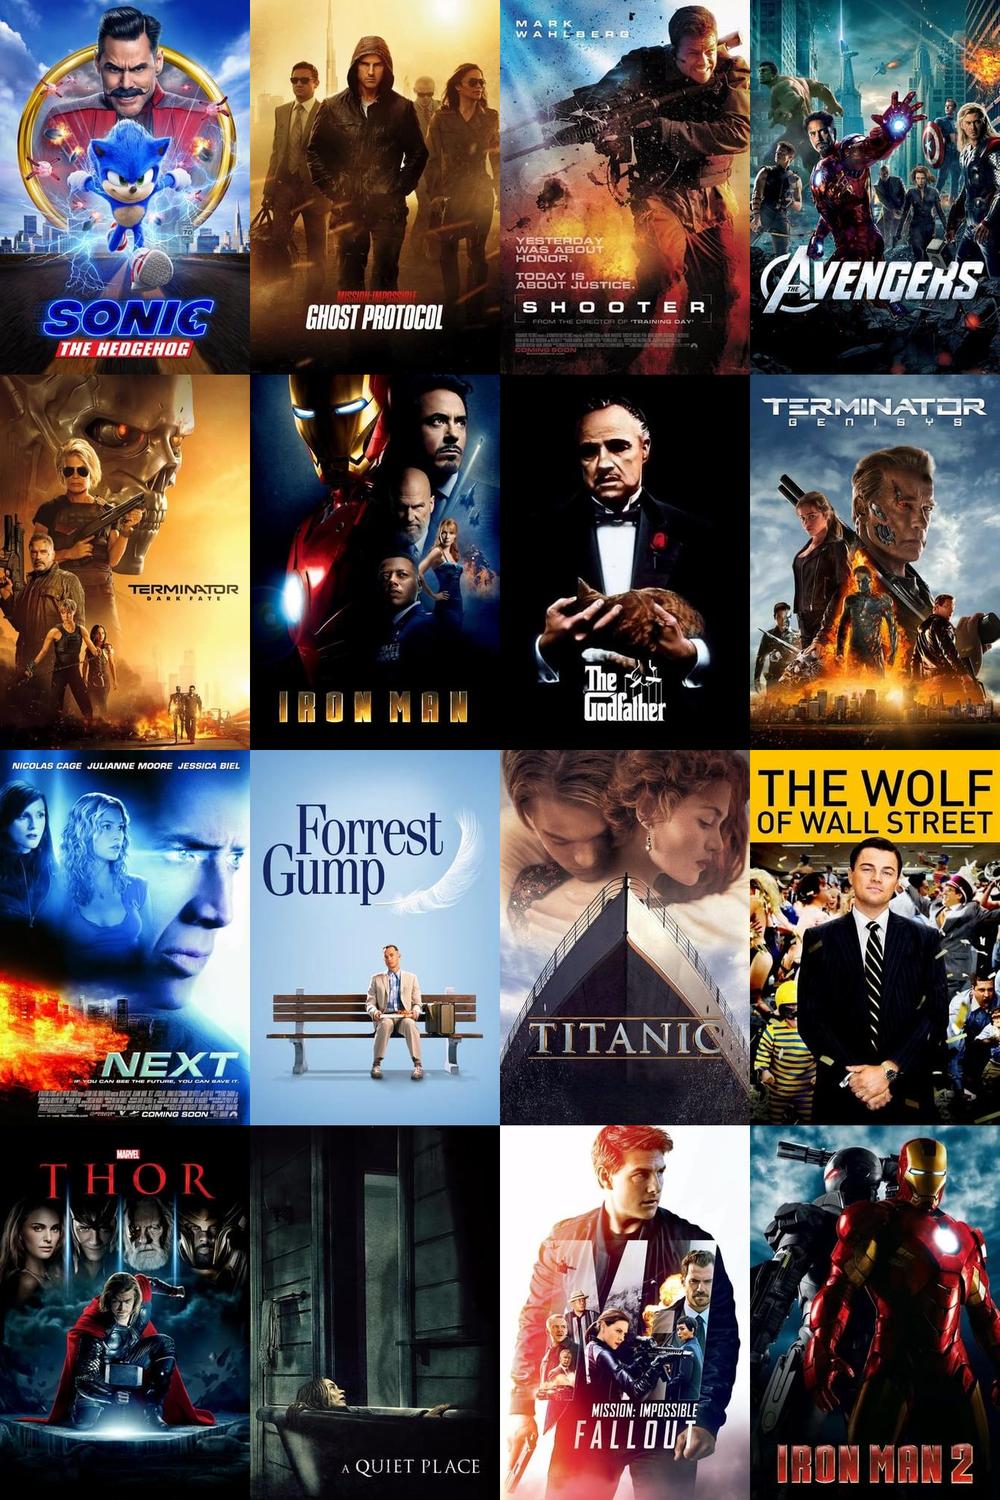 SONIC
THE HEDGEHOG
70
MISSION: IMPOSSIBLE
GHOST PROTOCOL
MARK
WAHLBERG
YESTERDAY
WAS ABOUT
HONOR.
TODAY IS
ABOUT JUSTICE.
SHOOTER
FROM THE DIRECTOR OF 'TRAINING DAY'
COMING SOON
THE AVENGERS
TERMINATOR
DARK FATE
IRON MAN
The
Godfather
TERMINATOR
GENISYS
NICOLAS CAGE JULIANNE MOORE JESSICA BIEL
NEXT
IF YOU CAN SEE THE FUTURE, YOU CAN SAVE IT.
COMING SOON
Forrest
Gump
TITANIC
THE WOLF
OF WALL STREET
MARVEL
THOR
A QUIET PLACE
MISSION: IMPOSSIBLE
FALLOUT
IRON MAN 2